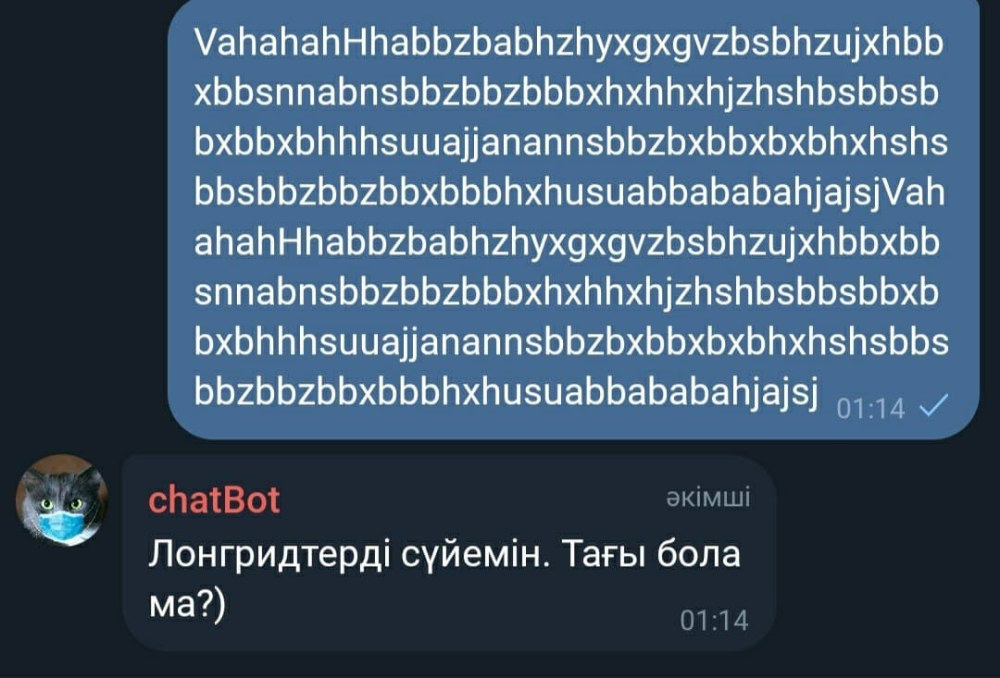 VahahahHhabbzbabhzhyxgxgvzbsbhzujxhbb
xbbsnnabnsbbzbbzbbbxhxhhxhjzhshbsbbsb
bxbbxbhhhsuuajjanannsbbzbxbbxbxbhxhshs
bbsbbzbbzbbxbbbhxhusuabbababahjajsjVah
ahahHhabbzbabhzhyxgxgvzbsbhzujxhbbxbb
snnabnsbbzbbzbbbxhxhhxhjzhshbsbbsbbxb
bxbhhhsuuajjanannsbbzbxbbxbxbhxhshsbbs
bbzbbzbbxbbbhxhusuabbababahjajsj 01:14
chatBot әкімші
Лонгридтерді сүйемін. Тағы бола
ма?)
01:14